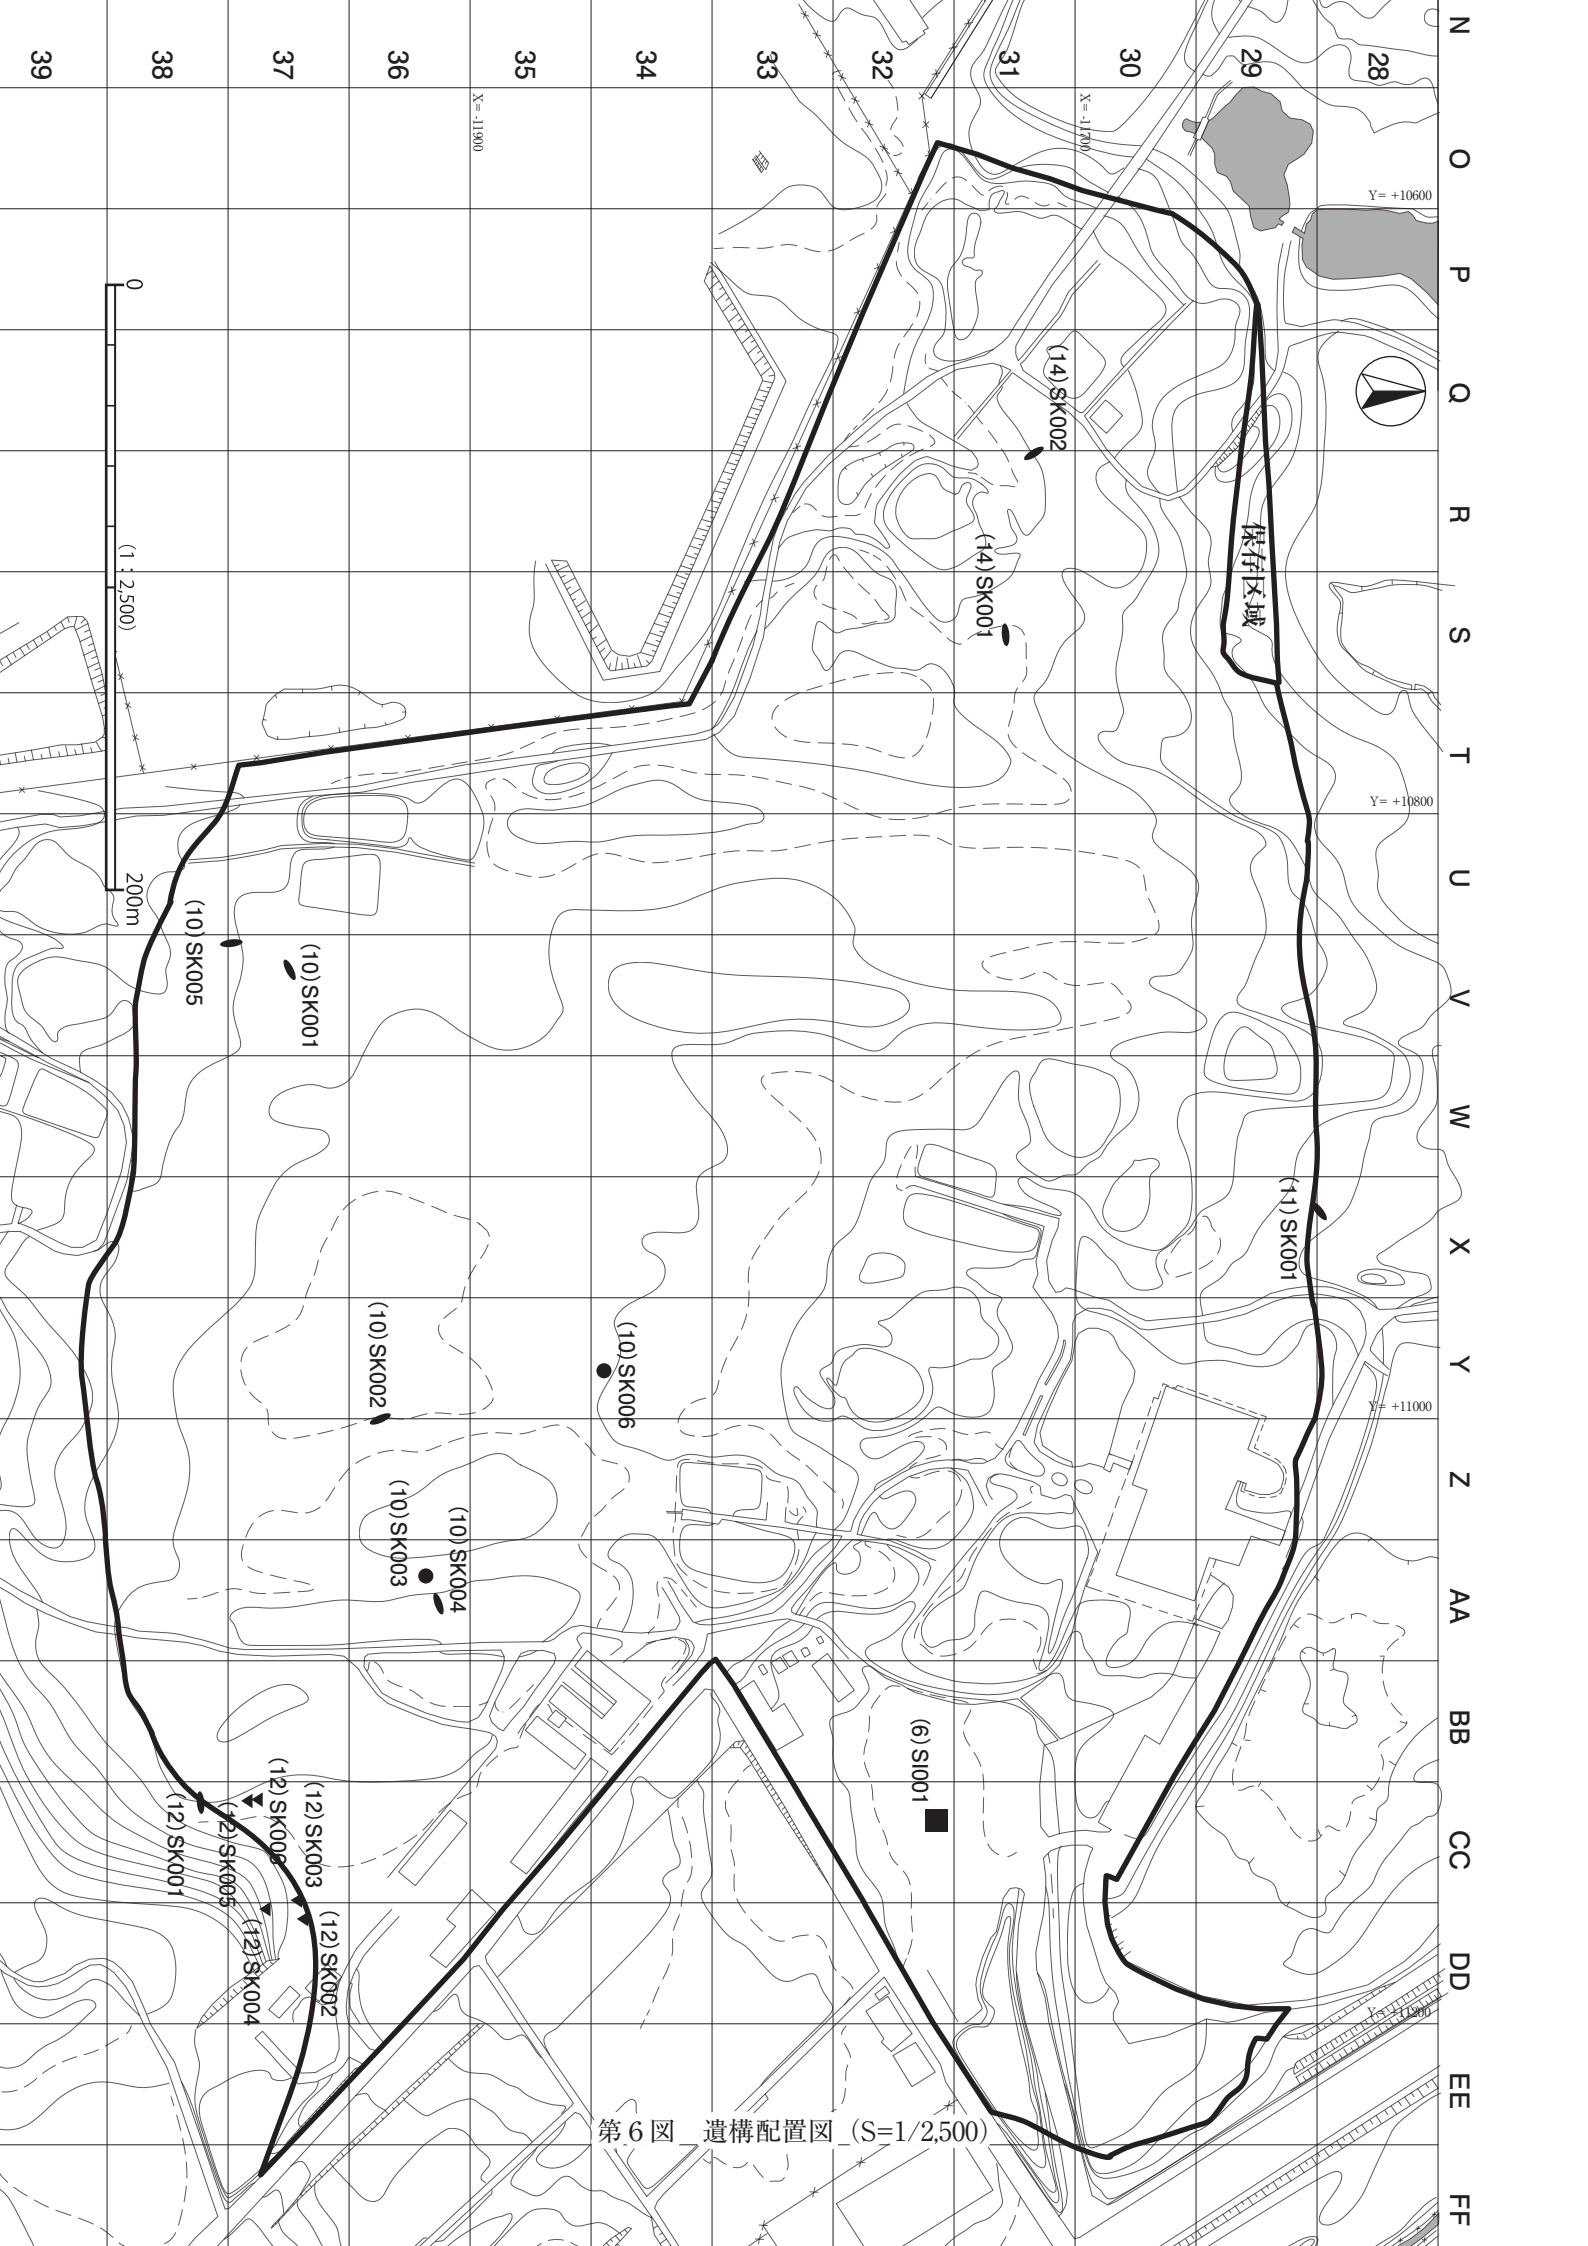 N
O
P
Q
R
S
T
U
V
W
X
Y
Z
AA
BB
CC
DD
EE
FF
28
29
30
31
32
33
34
35
36
37
38
39
Y= +10600
Y= +10800
Y= +11000
Y= +11200
X= -11700
X= -11900
保存区域
(14)SK002
(14)SK001
(11)SK001
(10)SK005
(10)SK001
(10)SK006
(10)SK002
(10)SK004
(10)SK003
(6)SI001
(12)SK003
(12)SK006
(12)SK005
(12)SK001
(12)SK002
(12)SK004
0
(1:2,500)
200m
第6図　遺構配置図（S=1/2,500）